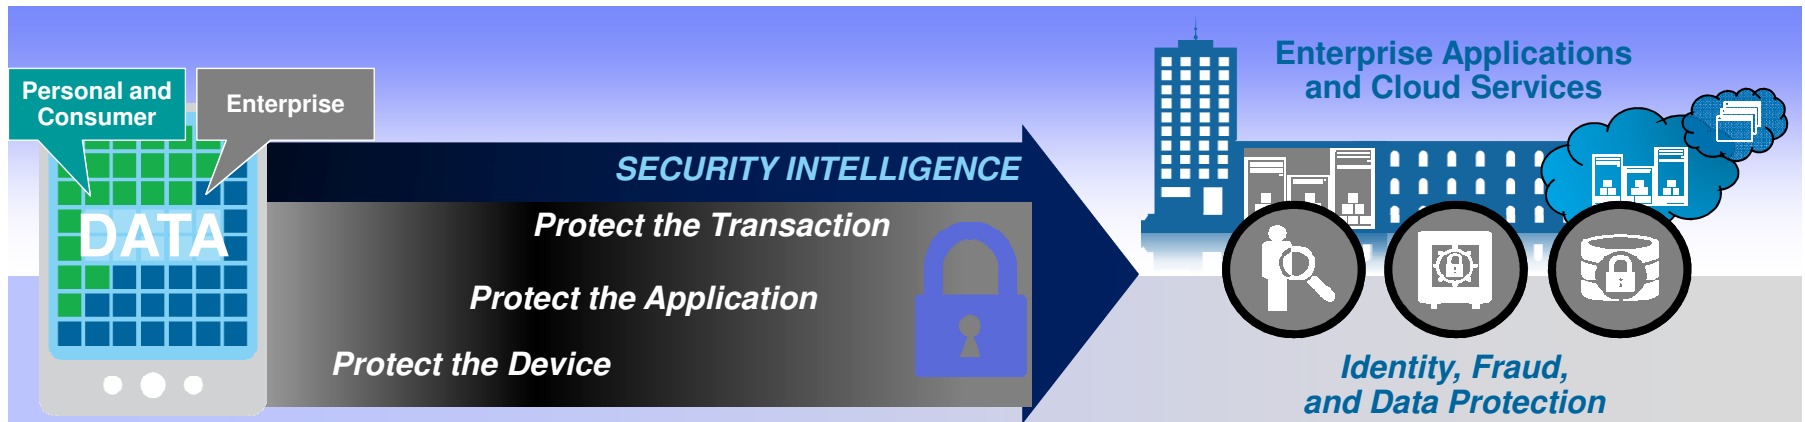 Personal and
Consumer
Enterprise
DATA
SECURITY INTELLIGENCE
Protect the Transaction
Protect the Application
Protect the Device
Enterprise Applications
and Cloud Services
Identity, Fraud,
and Data Protection